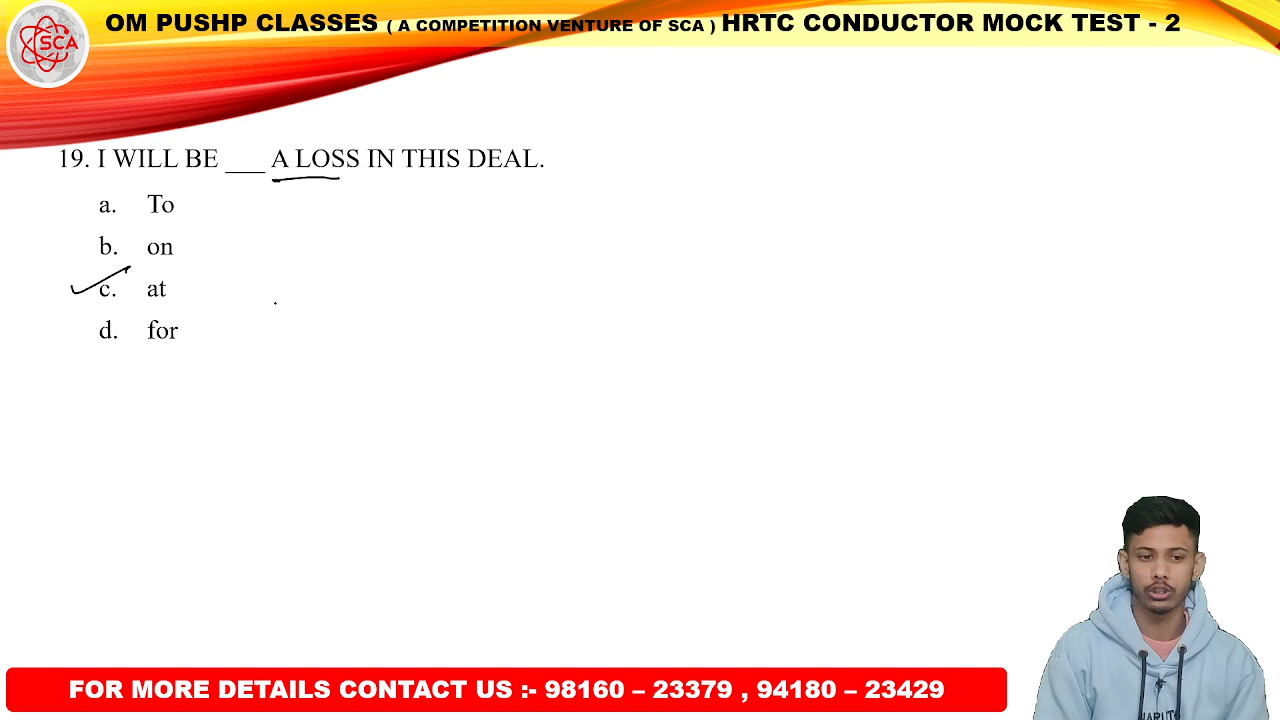 SCA
OM PUSHP CLASSES ( A COMPETITION VENTURE OF SCA ) HRTC CONDUCTOR MOCK TEST - 2
19. I WILL BE ___ A LOSS IN THIS DEAL.
a. To
b. on
c. at
d. for
NARUTO
FOR MORE DETAILS CONTACT US :- 98160 – 23379 , 94180 – 23429